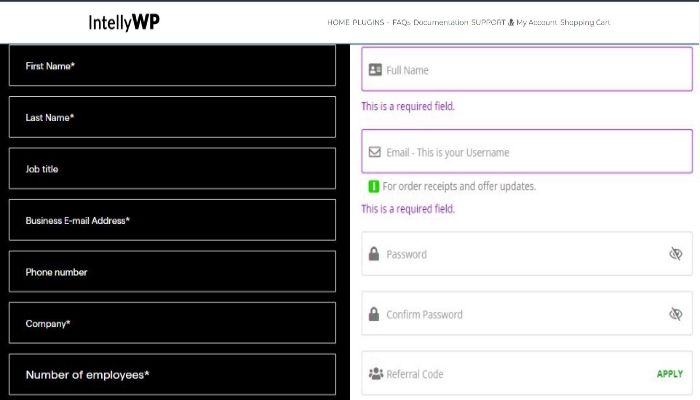 IntellyWP
HOME PLUGINS - FAQs Documentation SUPPORT My Account Shopping Cart
First Name*
Last Name*
Job title
Business E-mail Address*
Phone number
Company*
Number of employees*
Full Name
This is a required field.
Email - This is your Username
For order receipts and offer updates.
This is a required field.
Password
Confirm Password
Referral Code APPLY